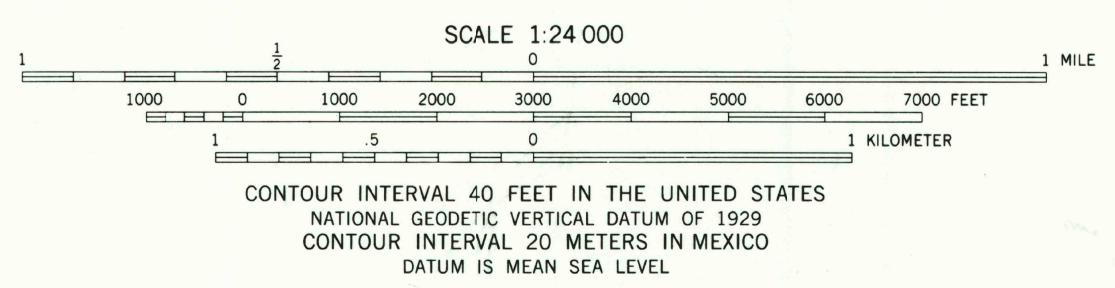 SCALE 1:24 000
1 1/2 0 1 MILE
1000 0 1000 2000 3000 4000 5000 6000 7000 FEET
1 .5 0 1 KILOMETER
CONTOUR INTERVAL 40 FEET IN THE UNITED STATES
NATIONAL GEODETIC VERTICAL DATUM OF 1929
CONTOUR INTERVAL 20 METERS IN MEXICO
DATUM IS MEAN SEA LEVEL